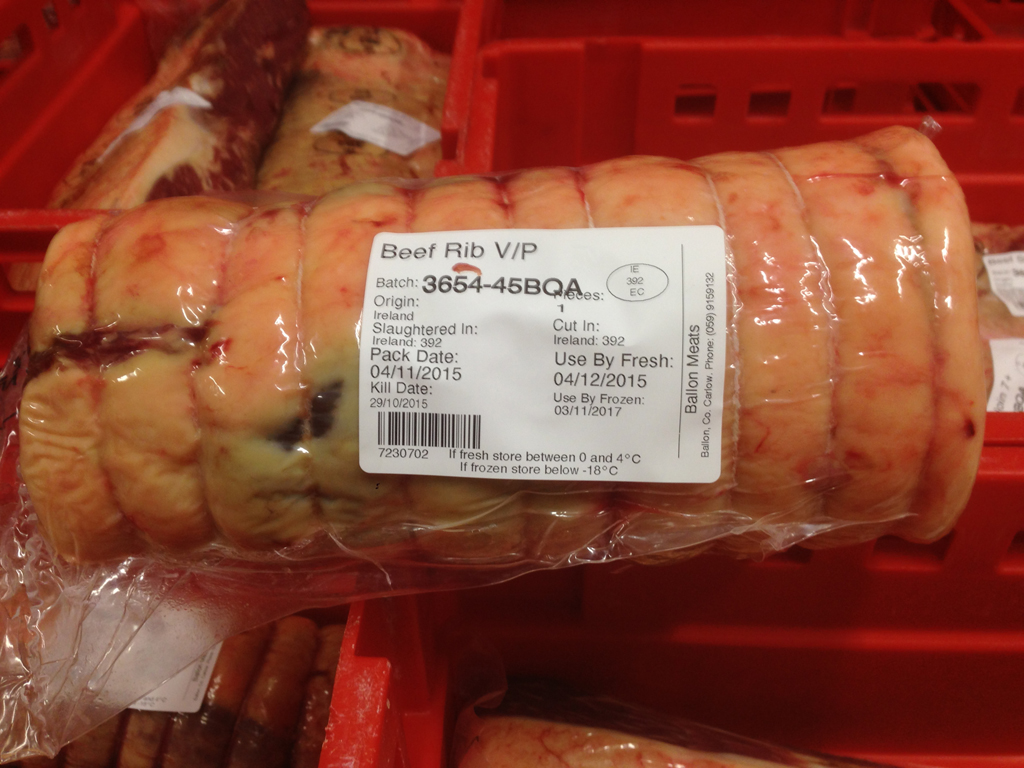 Beef Rib V/P
Batch: 3654-45BQA
Pieces:
1
IE
392
EC
Origin:
Ireland
Slaughtered In:
Ireland: 392
Cut In:
Ireland: 392
Pack Date:
04/11/2015
Use By Fresh:
04/12/2015
Kill Date:
29/10/2015
Use By Frozen:
03/11/2017
7230702
If fresh store between 0 and 4°C
If frozen store below -18°C
Ballon Meats
Ballon, Co. Carlow. Phone: (059) 9159132